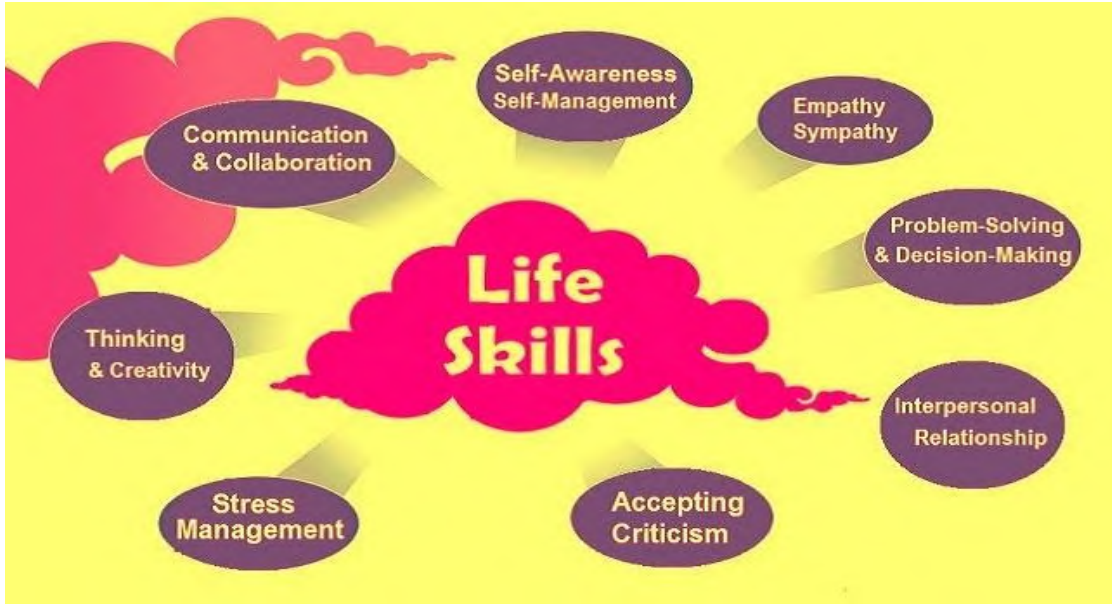 Self-Awareness
Self-Management
Empathy
Sympathy
Communication
& Collaboration
Problem-Solving
& Decision-Making
Life
Skills
Thinking
& Creativity
Interpersonal
Relationship
Stress
Management
Accepting
Criticism